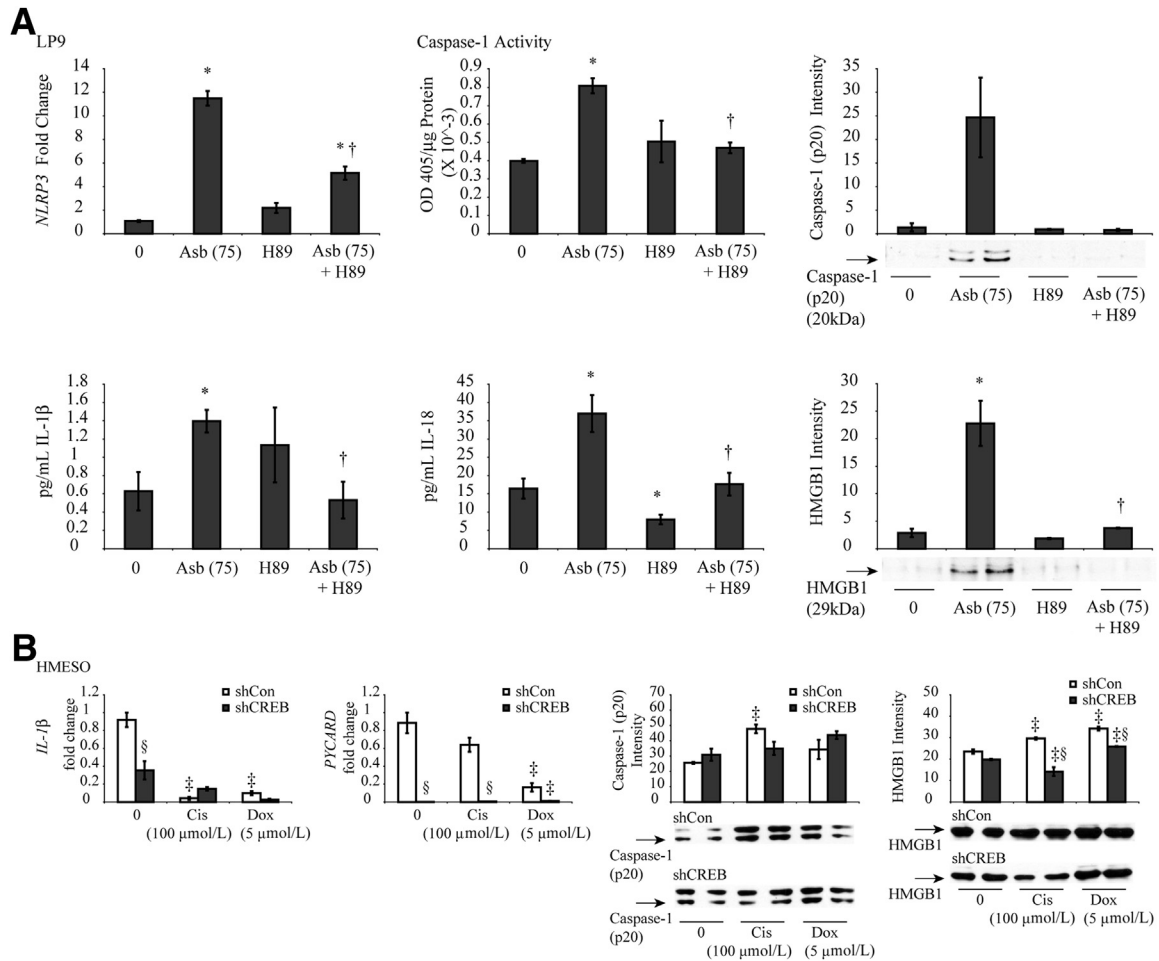 A
LP9
NLRP3 Fold Change
14
12
10
8
6
4
2
0
*
* †
0 Asb (75) H89 Asb (75)
+ H89
Caspase-1 Activity
OD 405/µg Protein
(X 10^-3)
0.9
0.8
0.7
0.6
0.5
0.4
0.3
0.2
0.1
0
*
†
0 Asb (75) H89 Asb (75)
+ H89
Caspase-1 (p20) Intensity
35
30
25
20
15
10
5
0
Caspase-1
(p20)
(20kDa)
0 Asb (75) H89 Asb (75)
+ H89
pg/mL IL-1β
1.8
1.6
1.4
1.2
1
0.8
0.6
0.4
0.2
0
*
†
0 Asb (75) H89 Asb (75)
+ H89
pg/mL IL-18
45
40
35
30
25
20
15
10
5
0
*
*
†
0 Asb (75) H89 Asb (75)
+ H89
HMGB1 Intensity
30
25
20
15
10
5
0
*
†
HMGB1
(29kDa)
0 Asb (75) H89 Asb (75)
+ H89
B
HMESO
IL-1β
fold change
1.2
1
0.8
0.6
0.4
0.2
0
shCon
shCREB
§
‡
‡
0 Cis Dox
(100 µmol/L) (5 µmol/L)
PYCARD
fold change
1.2
1
0.8
0.6
0.4
0.2
0
shCon
shCREB
§
§
‡
‡
0 Cis Dox
(100 µmol/L) (5 µmol/L)
Caspase-1 (p20)
Intensity
70
60
50
40
30
20
10
0
shCon
shCREB
‡
shCon
Caspase-1
(p20)
shCREB
Caspase-1
(p20)
0 Cis Dox
(100 µmol/L) (5 µmol/L)
HMGB1 Intensity
50
40
30
20
10
0
shCon
shCREB
‡
‡§
‡
‡§
shCon
HMGB1
shCREB
HMGB1
0 Cis Dox
(100 µmol/L) (5 µmol/L)